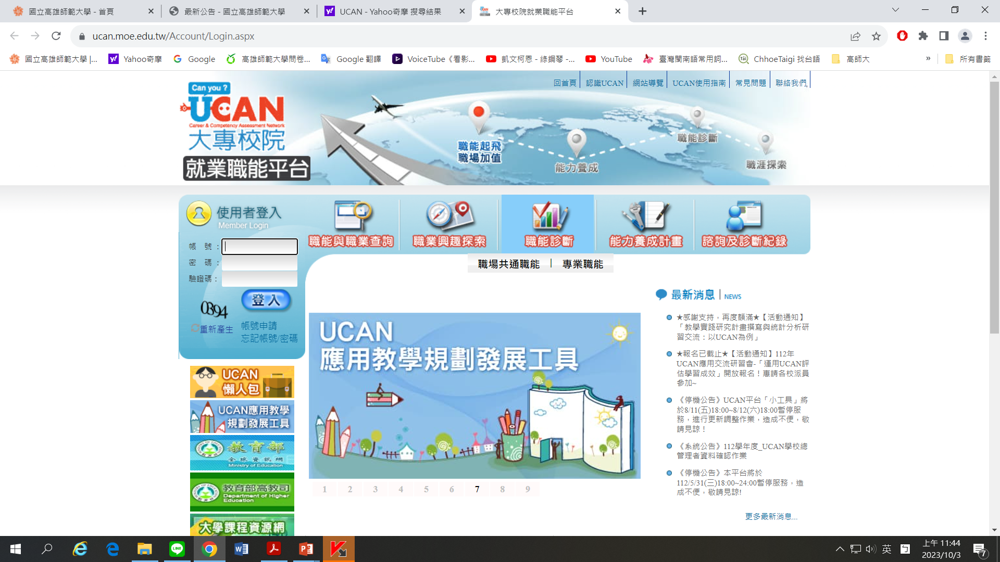 國立高雄師範大學 - 首頁
最新公告 - 國立高雄師範大學
UCAN - Yahoo奇摩 搜尋結果
大專校院就業職能平台
ucan.moe.edu.tw/Account/Login.aspx
國立高雄師範大學 |...
Yahoo奇摩
Google
高雄師範大學問卷...
Google 翻譯
VoiceTube《看影...
凱文柯恩 - 綠鋼琴 -...
YouTube
臺灣閩南語常用詞...
ChhoeTaigi 找台語
高師大
»
所有書籤
回首頁
認識UCAN
網站導覽
UCAN使用指南
常見問題
聯絡我們
Can you ?
UCAN
Career & Competency Assessment Network
大專校院
就業職能平台
職能起飛
職場加值
能力養成
職能診斷
職涯探索
使用者登入
Member Login
帳 號：
密 碼：
驗證碼：
0394
登入
重新產生
帳號申請
忘記帳號/密碼
職能與職業查詢
職業興趣探索
職能診斷
能力養成計畫
諮詢及診斷紀錄
職場共通職能 | 專業職能
UCAN
懶人包
UCAN應用教學
規劃發展工具
教育部
全球資訊網
Ministry of Education
教育部高教司
Department of Higher
Education
大學課程資源網
UCAN
應用教學規劃發展工具
1 2 3 4 5 6 7 8 9
最新消息 | NEWS
★感謝支持，再度額滿★【活動通知】
「教學實踐研究計畫撰寫與統計分析研
習交流：以UCAN為例」
★報名已截止★【活動通知】112年
UCAN應用交流研習會-「運用UCAN評
估學習成效」開放報名！惠請各校派員
參加~
《停機公告》UCAN平台「小工具」將
於8/11(五)18:00~8/12(六)18:00暫停服
務，進行更新調整作業，造成不便，敬
請見諒！
《系統公告》112學年度_UCAN學校總
管理者資料確認作業
《停機公告》本平台將於
112/5/31(三)18:00~24:00暫停服務，造
成不便，敬請見諒!
更多最新消息...
英
上午 11:44
2023/10/3
7